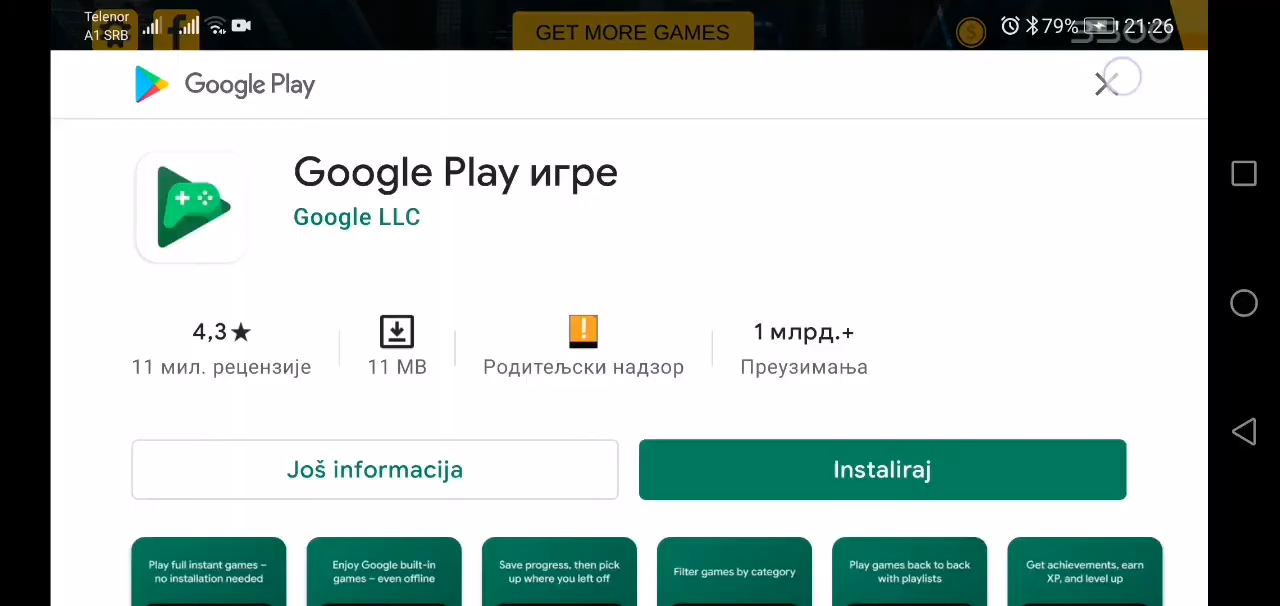 Telenor
A1 SRB
GET MORE GAMES
79%
21:26
Google Play
Google Play игре
Google LLC
4,3★
11 мил. рецензије
11 MB
Родитељски надзор
1 млрд.+
Преузимања
Još informacija
Instaliraj
Play full instant games –
no installation needed
Enjoy Google built-in
games – even offline
Save progress, then pick
up where you left off
Filter games by category
Play games back to back
with playlists
Get achievements, earn
XP, and level up